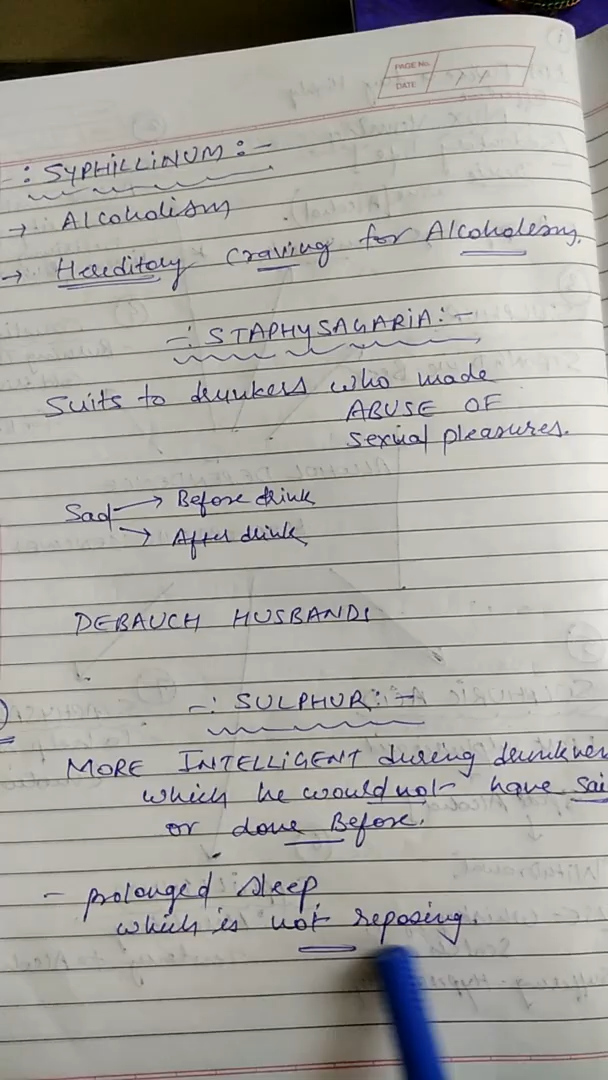 PAGE No.
DATE
-: SYPHILLINUM :-
→ Alcoholism
→ Hereditory craving for Alcoholism.
-: STAPHYSAGARIA :-
Suits to drunkers who made
ABUSE OF
sexual pleasures.
Sad → Before drink
→ After drink
DEBAUCH HUSBANDS
-: SULPHUR :-
MORE INTELLIGENT during
which he would not have
or done Before.
- prolonged sleep,
which is not reposing.